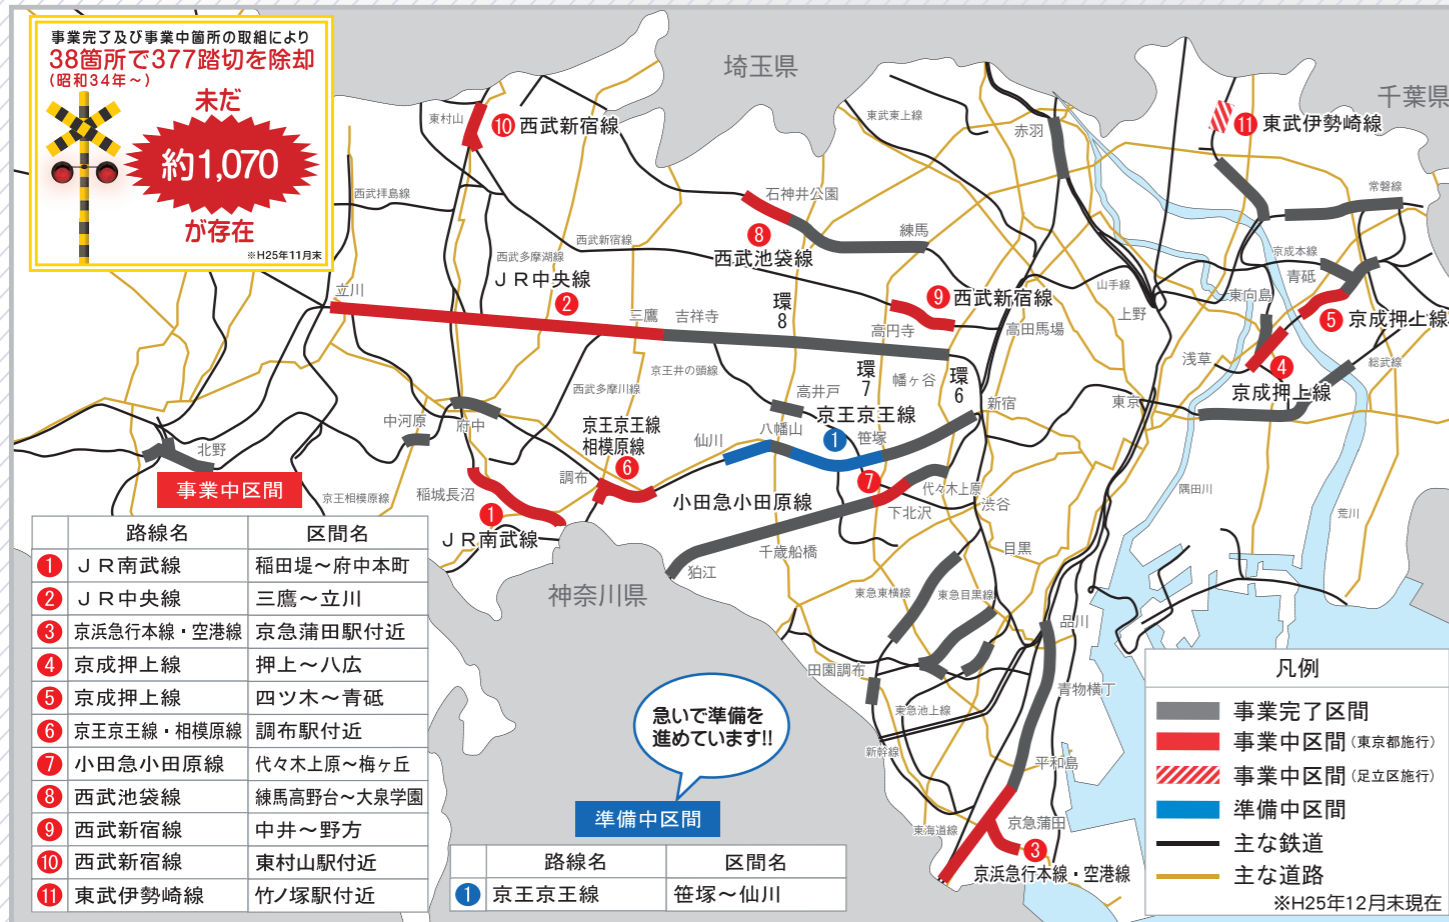 事業完了及び事業中箇所の取組により
38箇所で377踏切を除却
(昭和34年～)
未だ
約1,070
が存在
※H25年11月末
埼玉県
千葉県
神奈川県
東村山
⑩ 西武新宿線
西武拝島線
西武多摩湖線
西武新宿線
石神井公園
⑧
西武池袋線
練馬
東武東上線
赤羽
⑪ 東武伊勢崎線
常磐線
京成本線
青砥
東向島
⑤ 京成押上線
④
京成押上線
総武線
浅草
上野
山手線
立川
JR中央線
②
三鷹
吉祥寺
環8
⑨ 西武新宿線
高円寺
高田馬場
環7
幡ヶ谷
環6
新宿
東京
京王井の頭線
西武多摩川線
高井戸
京王京王線
①
笹塚
八幡山
仙川
京王京王線
相模原線
⑥
調布
中河原
府中
北野
京王相模原線
稲城長沼
①
JR南武線
小田急小田原線
⑦
代々木上原
下北沢
渋谷
千歳船橋
狛江
目黒
東急東横線
東急目黒線
品川
隅田川
荒川
田園調布
東急池上線
新幹線
青物横丁
平和島
東海道線
京急蒲田
③
京浜急行本線・空港線
事業中区間
路線名 区間名
① JR南武線 稲田堤～府中本町
② JR中央線 三鷹～立川
③ 京浜急行本線・空港線 京急蒲田駅付近
④ 京成押上線 押上～八広
⑤ 京成押上線 四ツ木～青砥
⑥ 京王京王線・相模原線 調布駅付近
⑦ 小田急小田原線 代々木上原～梅ヶ丘
⑧ 西武池袋線 練馬高野台～大泉学園
⑨ 西武新宿線 中井～野方
⑩ 西武新宿線 東村山駅付近
⑪ 東武伊勢崎線 竹ノ塚駅付近
急いで準備を
進めています!!
準備中区間
路線名 区間名
① 京王京王線 笹塚～仙川
凡例
事業完了区間
事業中区間(東京都施行)
事業中区間(足立区施行)
準備中区間
主な鉄道
主な道路
※H25年12月末現在